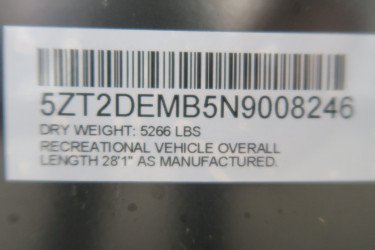 5ZT2DEMB5N9008246
DRY WEIGHT: 5266 LBS
RECREATIONAL VEHICLE OVERALL
LENGTH 28'1" AS MANUFACTURED.